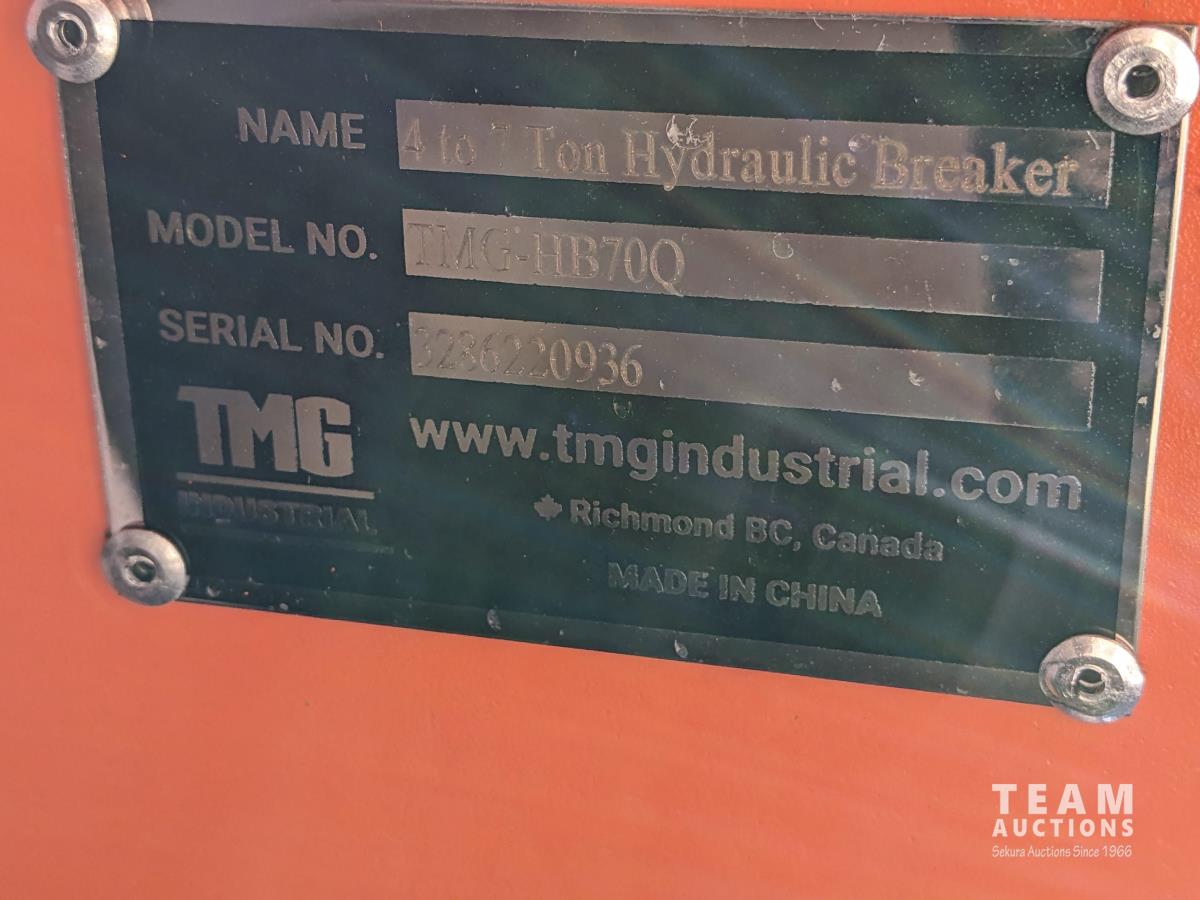 NAME 4 to 7 Ton Hydraulic Breaker
MODEL NO. TMG-HB70Q
SERIAL NO. 3286220936
TMG
INDUSTRIAL
www.tmgindustrial.com
Richmond BC, Canada
MADE IN CHINA
TEAM
AUCTIONS
Sekura Auctions Since 1966